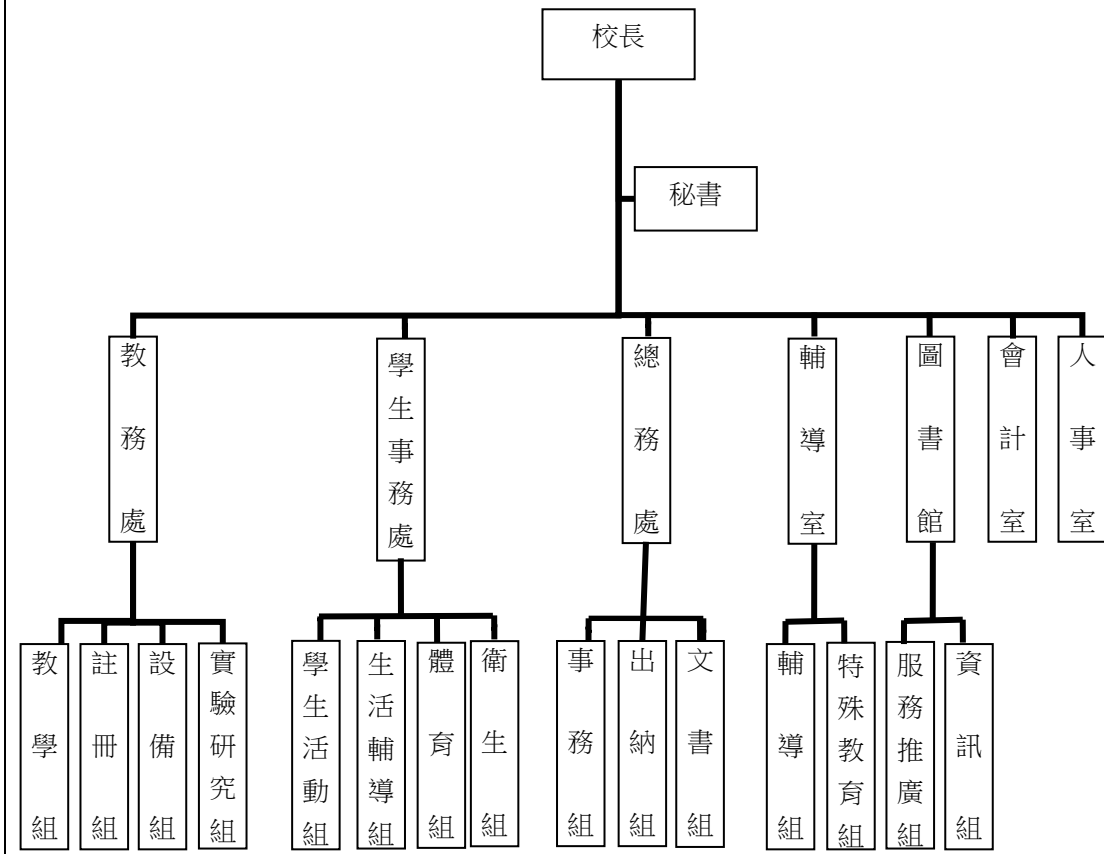 校長
秘書
教務處
學生事務處
總務處
輔導室
圖書館
會計室
人事室
教學組
註冊組
設備組
實驗研究組
學生活動組
生活輔導組
體育組
衛生組
事務組
出納組
文書組
輔導組
特殊教育組
服務推廣組
資訊組